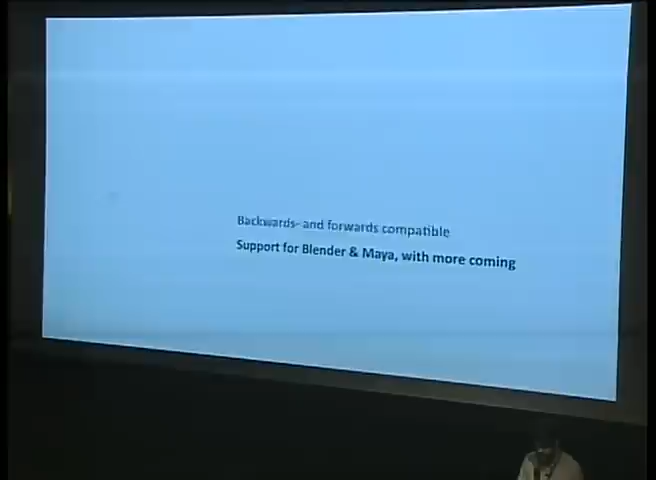 Backwards- and forwards compatible
Support for Blender & Maya, with more coming